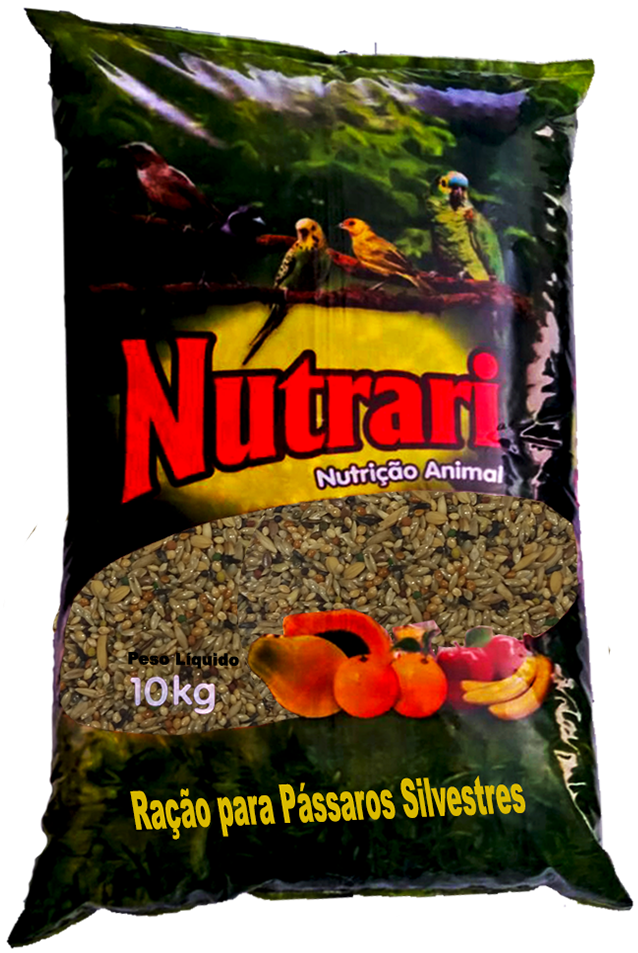 Nutrari
Nutrição Animal
Peso Líquido
10kg
Ração para Pássaros Silvestres